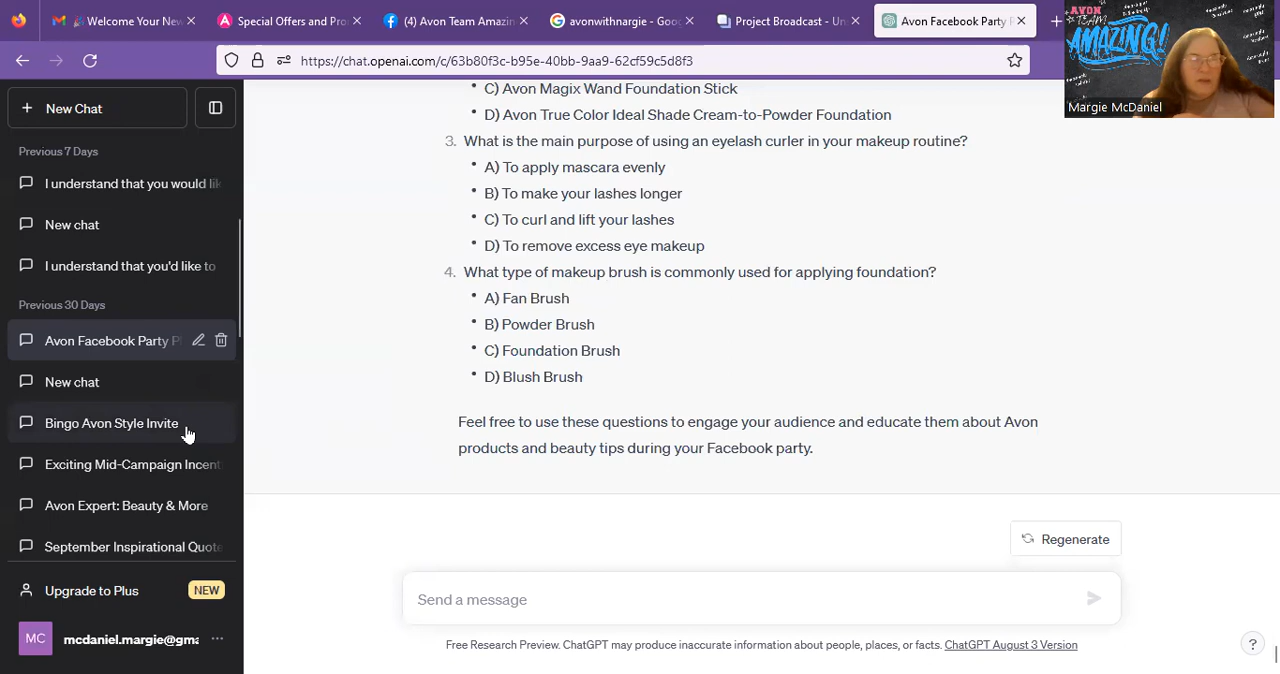 Welcome Your New
Special Offers and Pro
(4) Avon Team Amazin
avonwithnargie - Goo
Project Broadcast - Un
Avon Facebook Party P
https://chat.openai.com/c/63b80f3c-b95e-40bb-9aa9-62cf59c5d8f3
AVON
TEAM
AMAZING!
Margie McDaniel
New Chat
Previous 7 Days
I understand that you would lik
New chat
I understand that you'd like to
Previous 30 Days
Avon Facebook Party P
New chat
Bingo Avon Style Invite
Exciting Mid-Campaign Incent
Avon Expert: Beauty & More
September Inspirational Quote
Upgrade to Plus
NEW
MC
mcdaniel.margie@gma
C) Avon Magix Wand Foundation Stick
D) Avon True Color Ideal Shade Cream-to-Powder Foundation
3. What is the main purpose of using an eyelash curler in your makeup routine?
A) To apply mascara evenly
B) To make your lashes longer
C) To curl and lift your lashes
D) To remove excess eye makeup
4. What type of makeup brush is commonly used for applying foundation?
A) Fan Brush
B) Powder Brush
C) Foundation Brush
D) Blush Brush
Feel free to use these questions to engage your audience and educate them about Avon
products and beauty tips during your Facebook party.
Regenerate
Send a message
Free Research Preview. ChatGPT may produce inaccurate information about people, places, or facts. ChatGPT August 3 Version
?